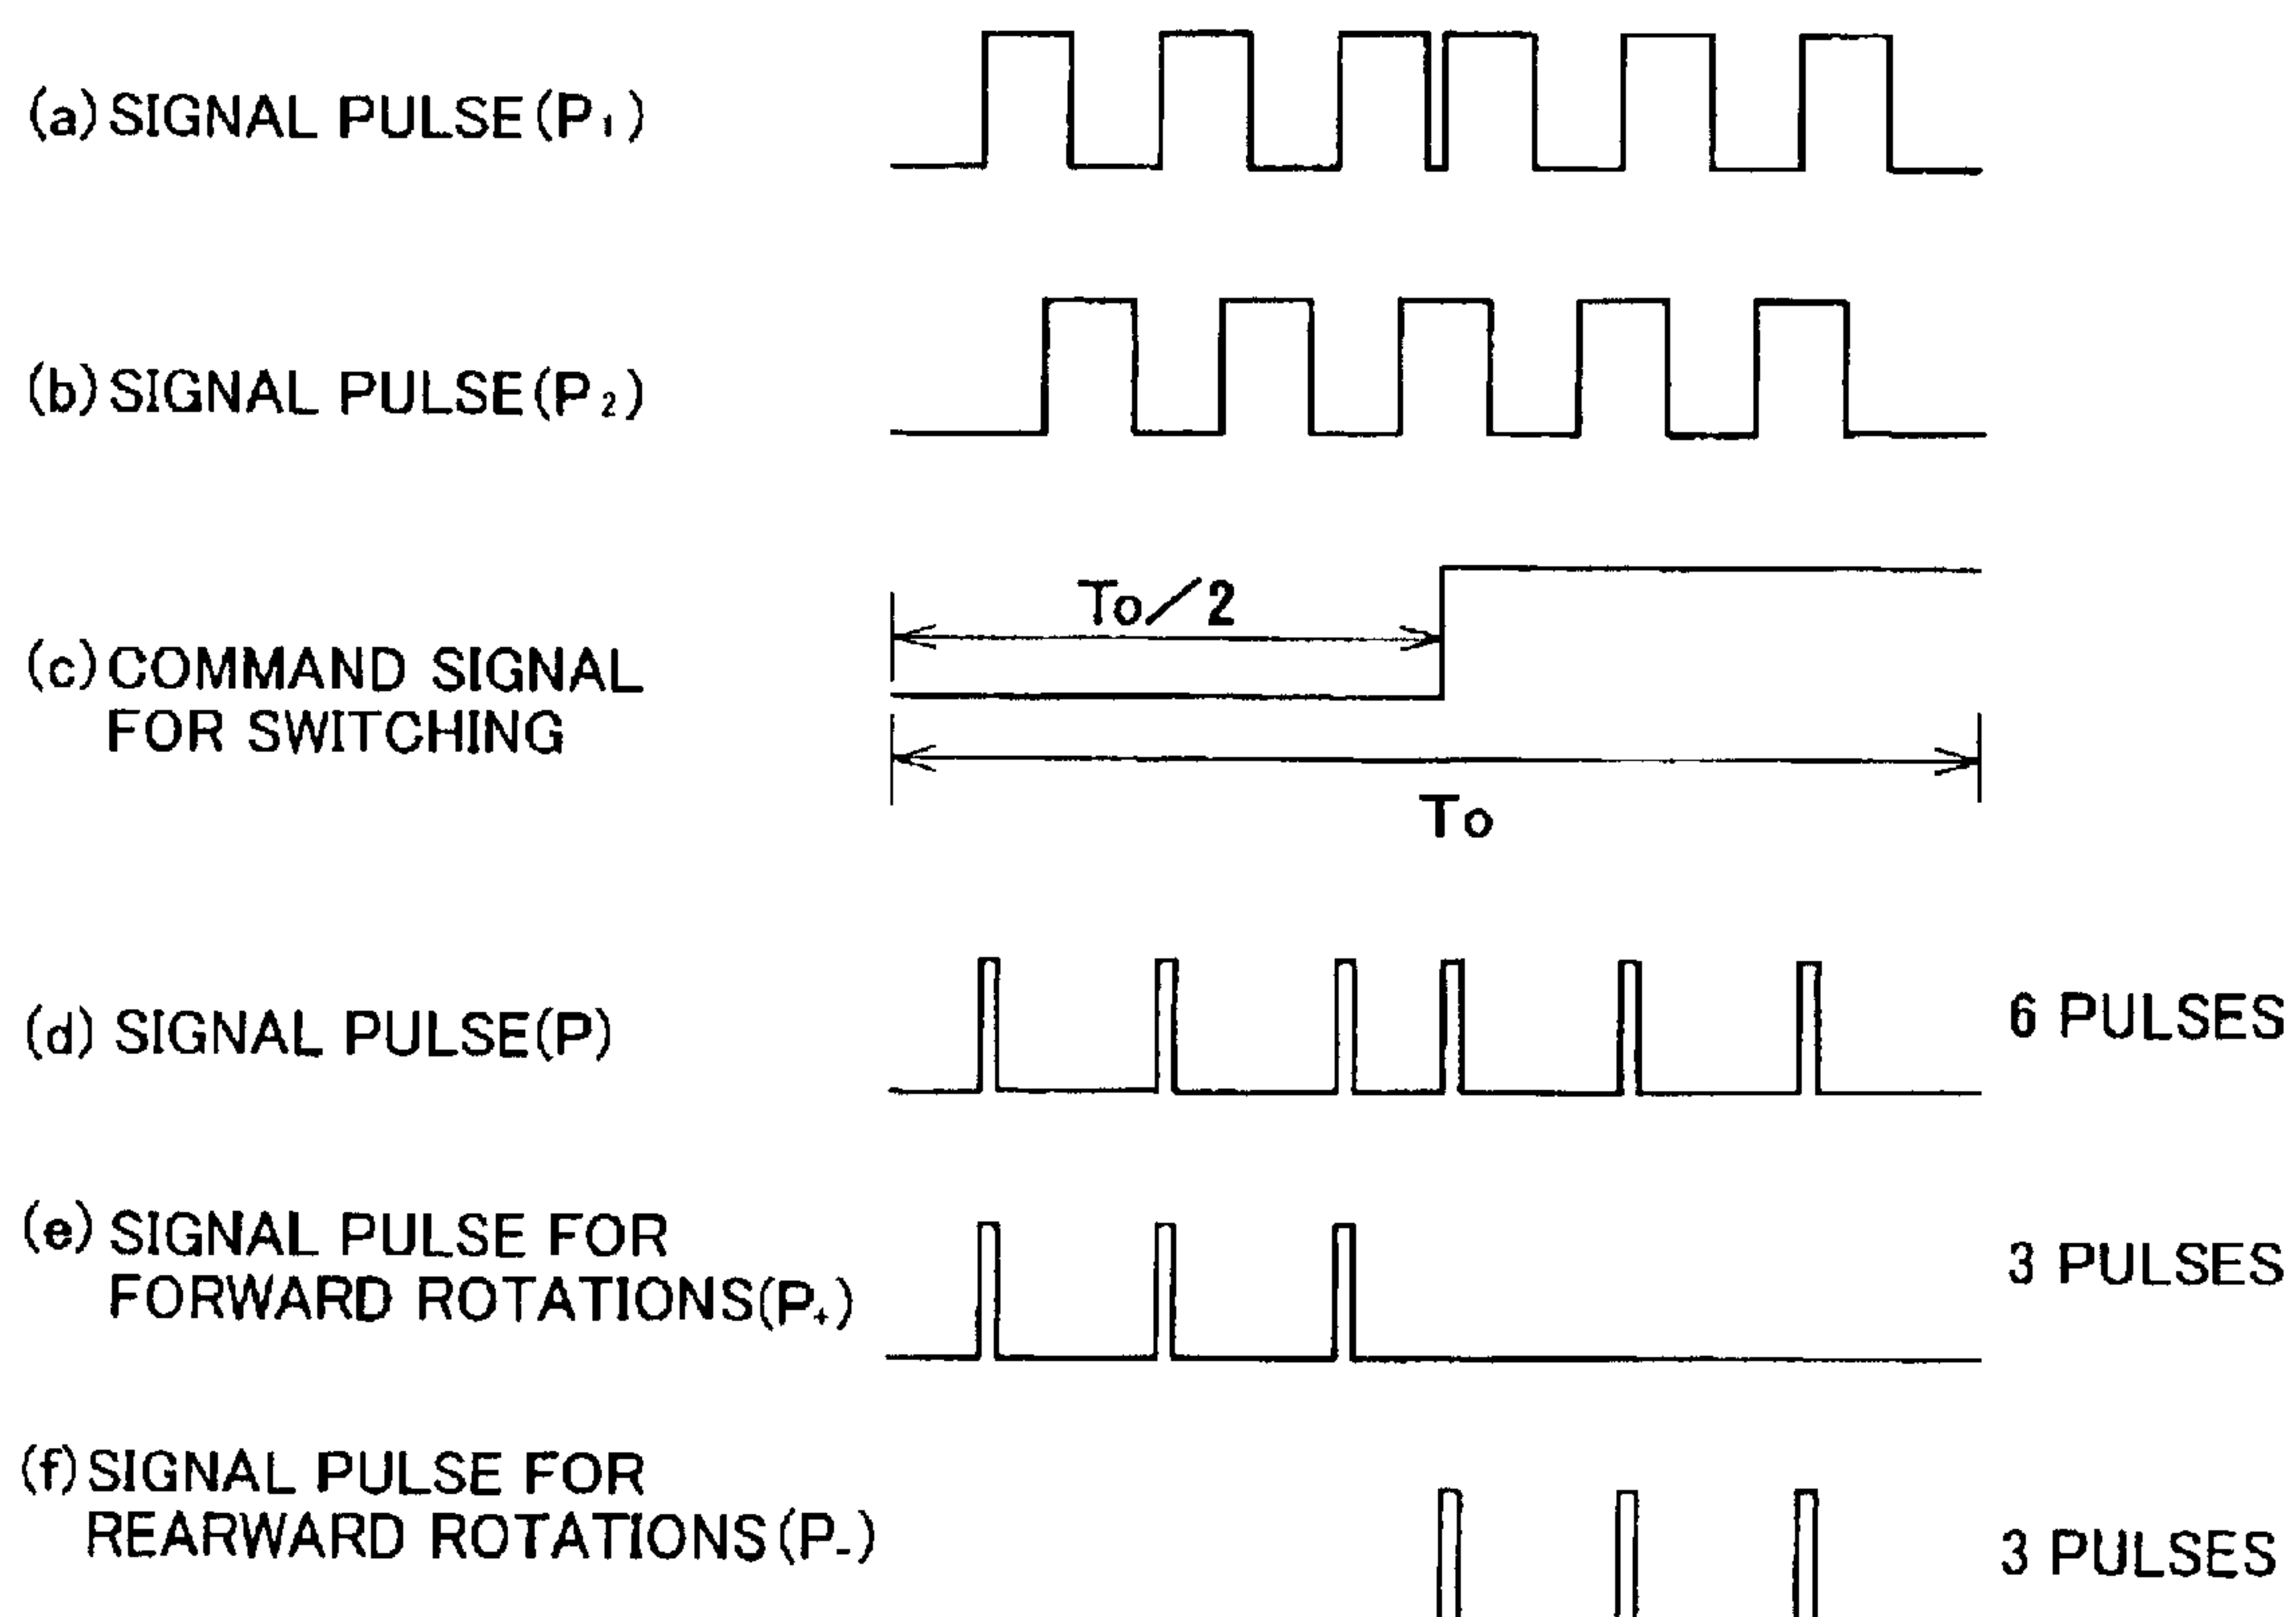 (a) SIGNAL PULSE(P₁)
(b) SIGNAL PULSE(P₂)
To/2
(c) COMMAND SIGNAL
FOR SWITCHING
To
(d) SIGNAL PULSE(P)
6 PULSES
(e) SIGNAL PULSE FOR
FORWARD ROTATIONS(P₊)
3 PULSES
(f) SIGNAL PULSE FOR
REARWARD ROTATIONS(P₋)
3 PULSES